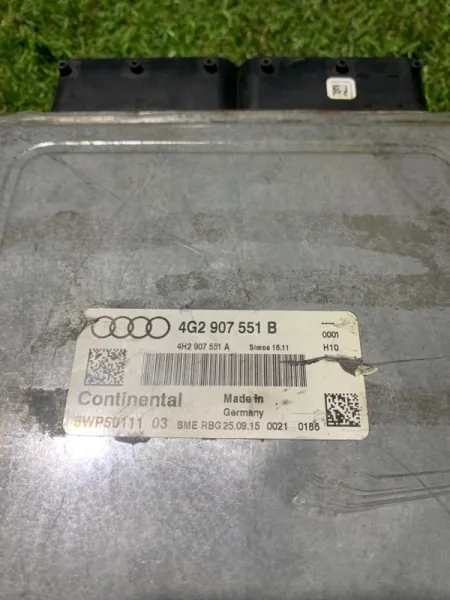 4G2 907 551 B
4H2 907 551 A Simos 16.11
0001
H10
Continental
Made in
Germany
5WP50111 03 SME RBG 25.09.15 0021 0186